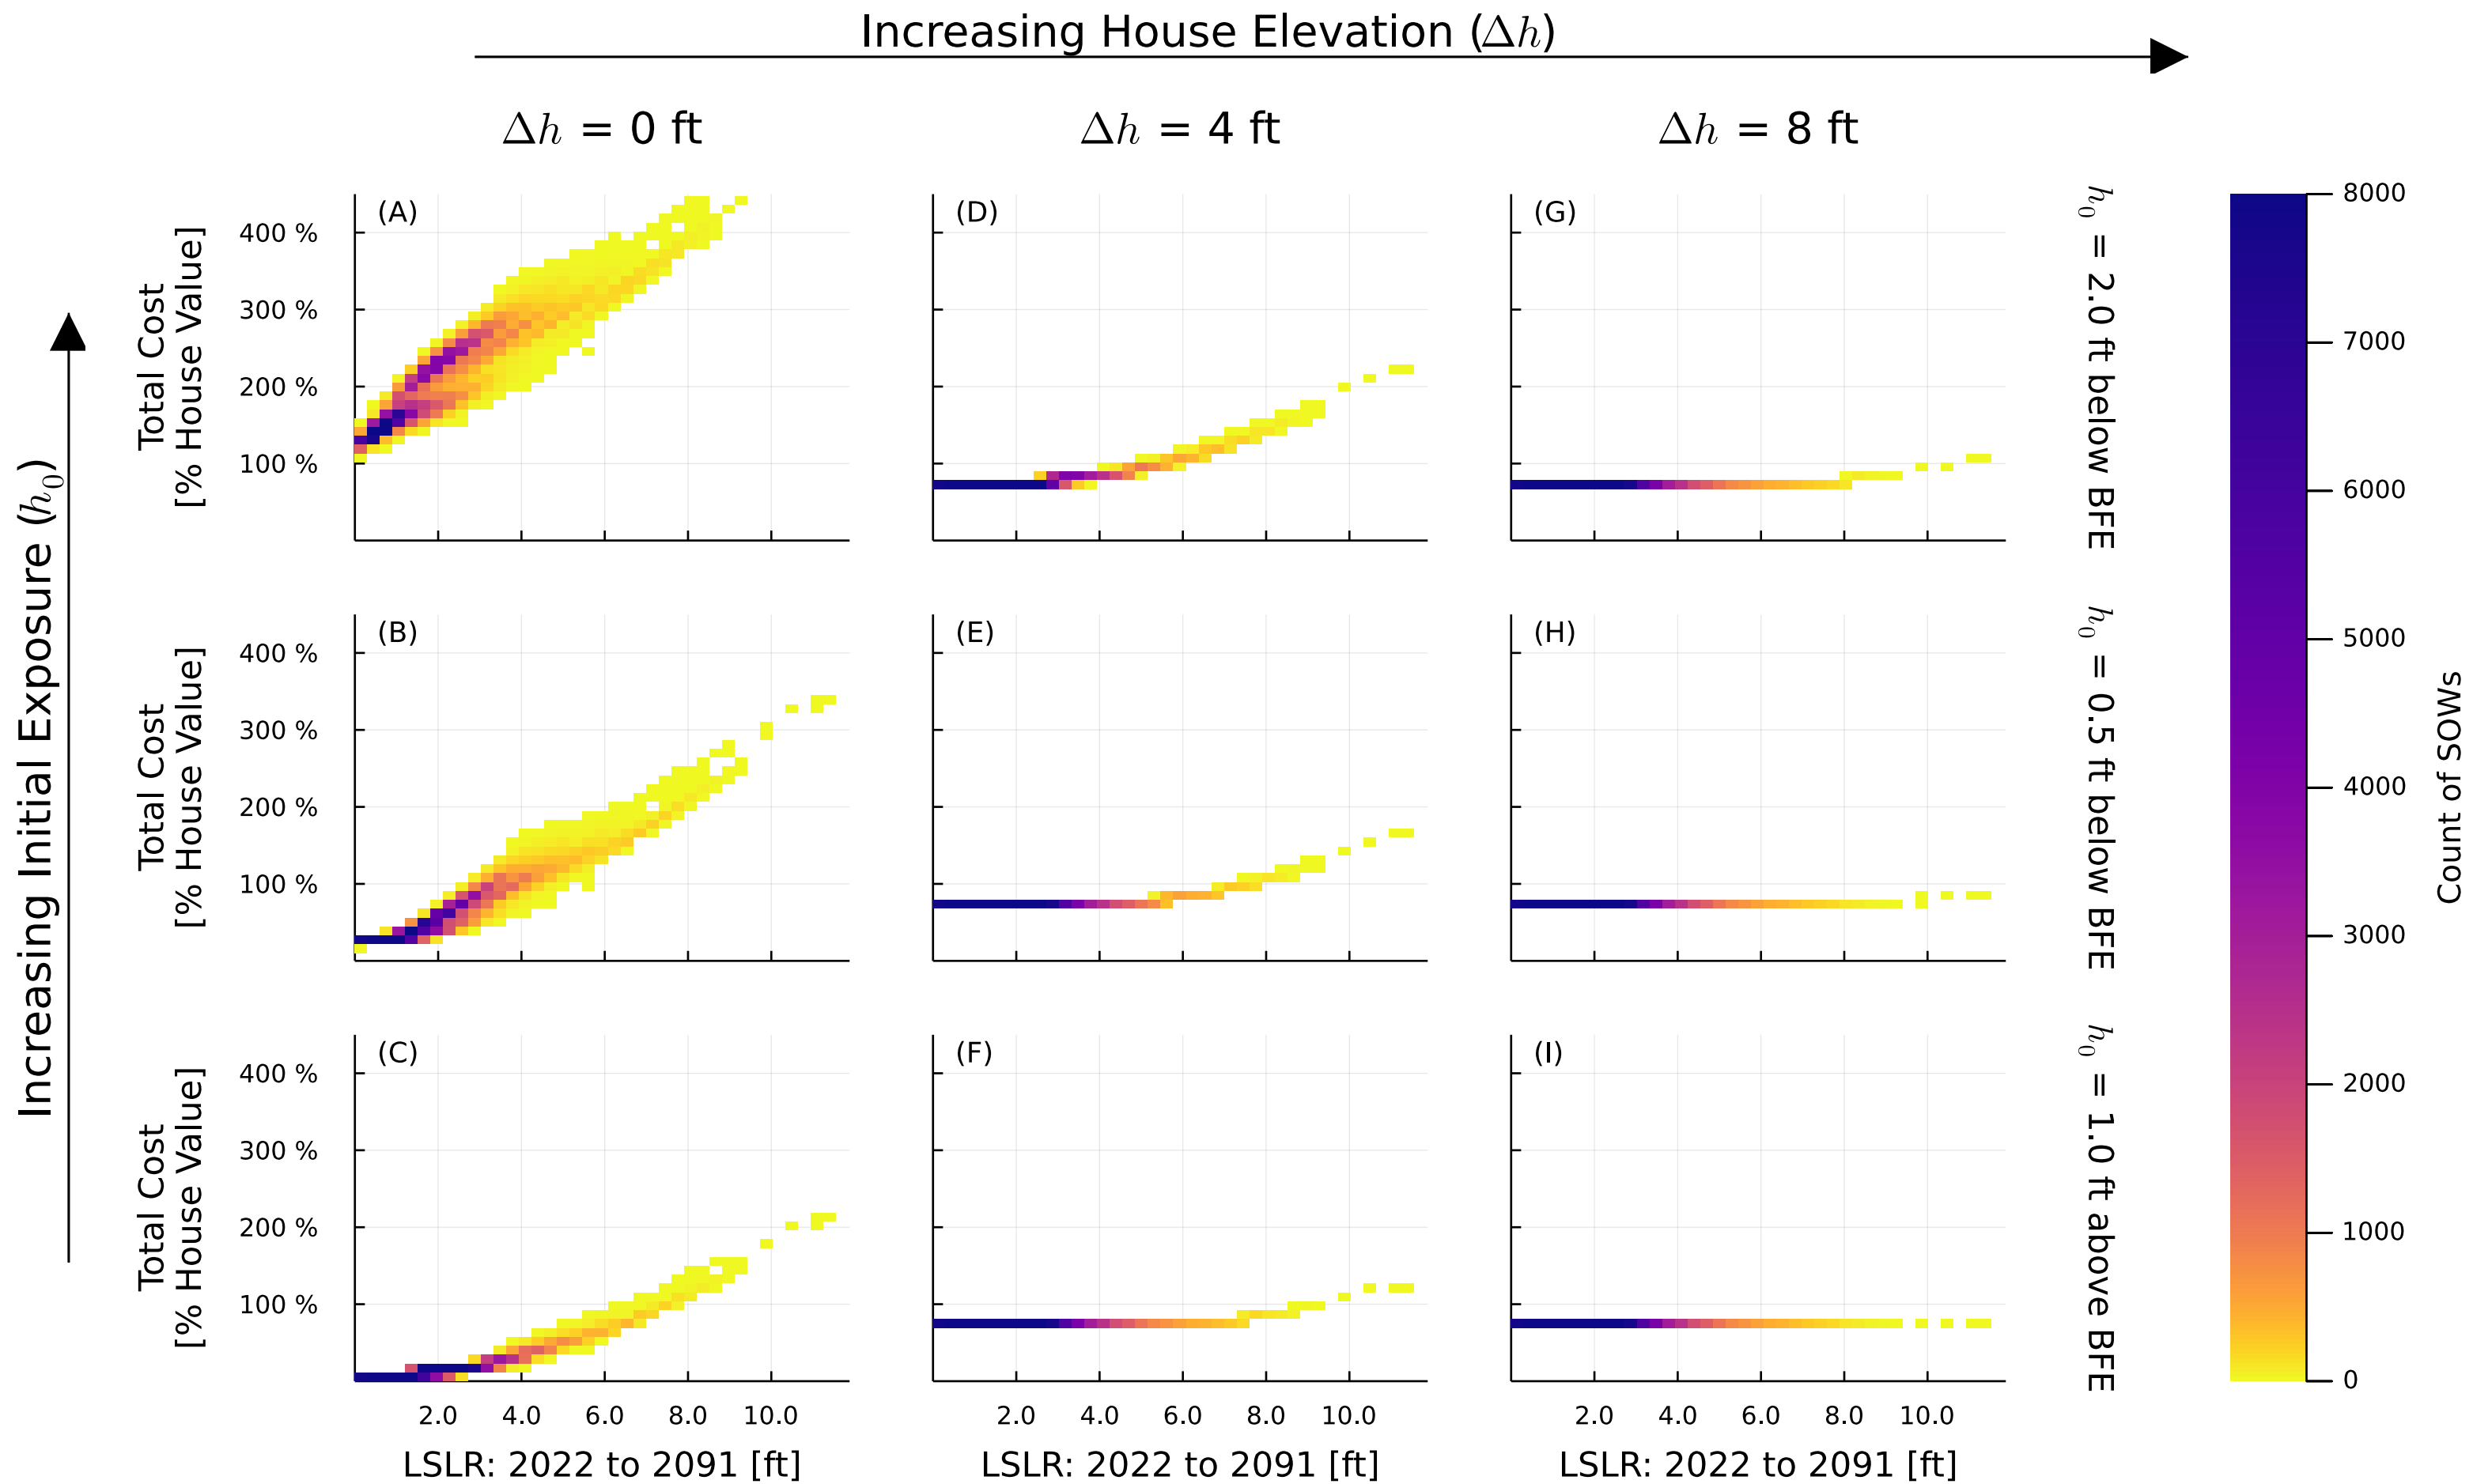 Increasing House Elevation (Δh)
Δh = 0 ft
Δh = 4 ft
Δh = 8 ft
Increasing Initial Exposure (h₀)
Total Cost
[% House Value]
400 %
300 %
200 %
100 %
(A)
(D)
(G)
h₀ = 2.0 ft below BFE
Total Cost
[% House Value]
400 %
300 %
200 %
100 %
(B)
(E)
(H)
h₀ = 0.5 ft below BFE
Total Cost
[% House Value]
400 %
300 %
200 %
100 %
(C)
(F)
(I)
h₀ = 1.0 ft above BFE
2.0 4.0 6.0 8.0 10.0
2.0 4.0 6.0 8.0 10.0
2.0 4.0 6.0 8.0 10.0
LSLR: 2022 to 2091 [ft]
LSLR: 2022 to 2091 [ft]
LSLR: 2022 to 2091 [ft]
8000
7000
6000
5000
4000
3000
2000
1000
0
Count of SOWs